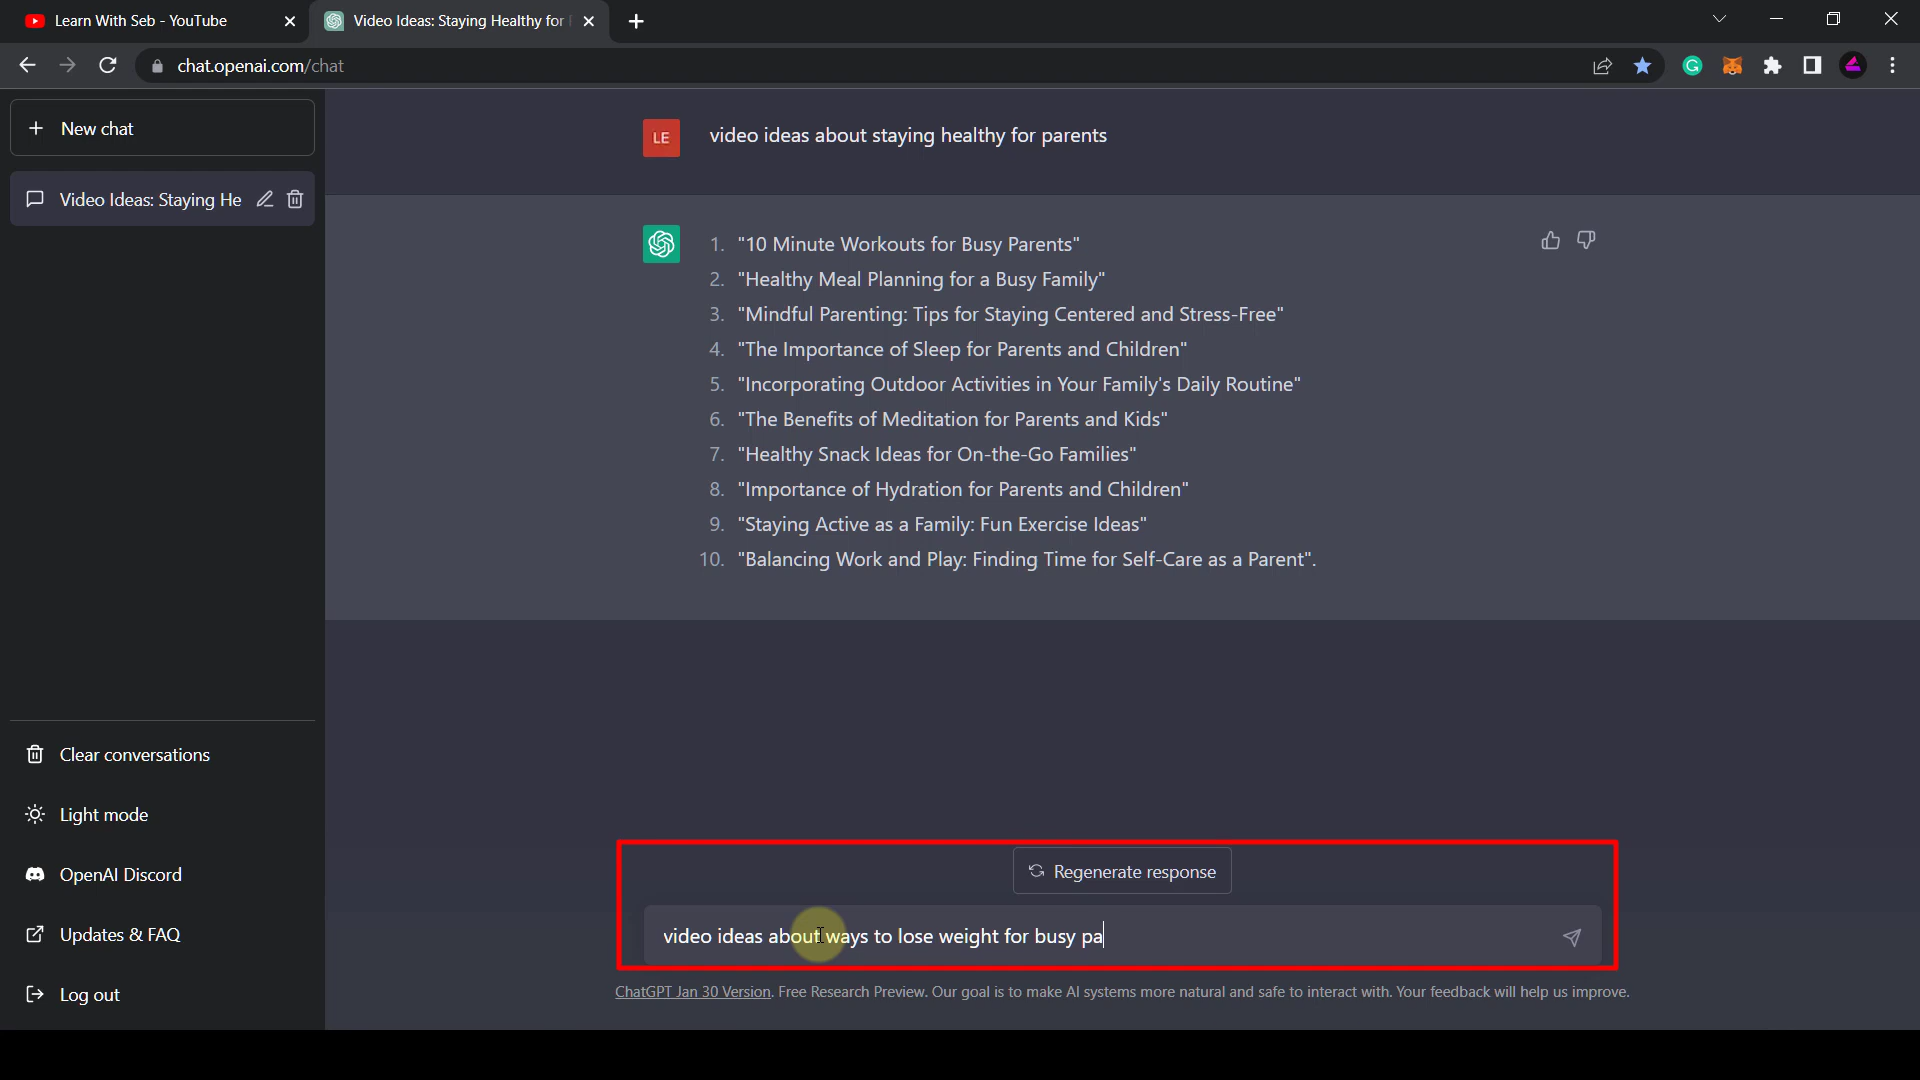 Learn With Seb - YouTube
Video Ideas: Staying Healthy for
chat.openai.com/chat
New chat
Video Ideas: Staying He
LE
video ideas about staying healthy for parents
1. "10 Minute Workouts for Busy Parents"
2. "Healthy Meal Planning for a Busy Family"
3. "Mindful Parenting: Tips for Staying Centered and Stress-Free"
4. "The Importance of Sleep for Parents and Children"
5. "Incorporating Outdoor Activities in Your Family's Daily Routine"
6. "The Benefits of Meditation for Parents and Kids"
7. "Healthy Snack Ideas for On-the-Go Families"
8. "Importance of Hydration for Parents and Children"
9. "Staying Active as a Family: Fun Exercise Ideas"
10. "Balancing Work and Play: Finding Time for Self-Care as a Parent".
Clear conversations
Light mode
OpenAI Discord
Updates & FAQ
Log out
Regenerate response
video ideas about ways to lose weight for busy pa
ChatGPT Jan 30 Version. Free Research Preview. Our goal is to make AI systems more natural and safe to interact with. Your feedback will help us improve.